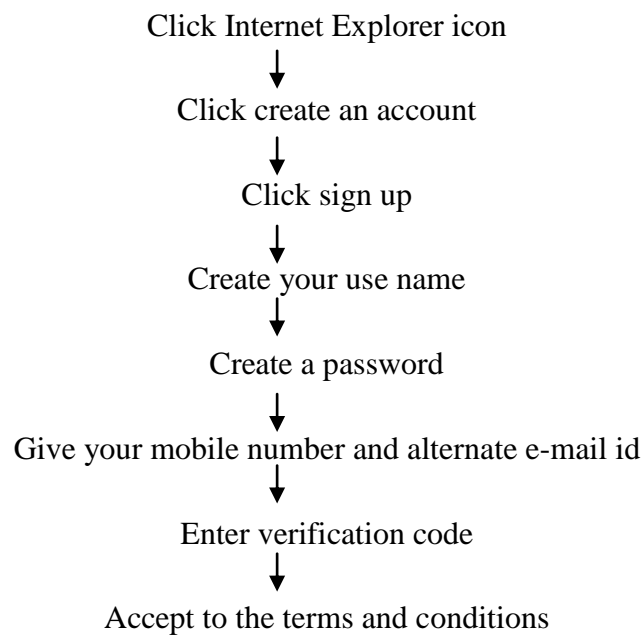 Click Internet Explorer icon
Click create an account
Click sign up
Create your use name
Create a password
Give your mobile number and alternate e-mail id
Enter verification code
Accept to the terms and conditions